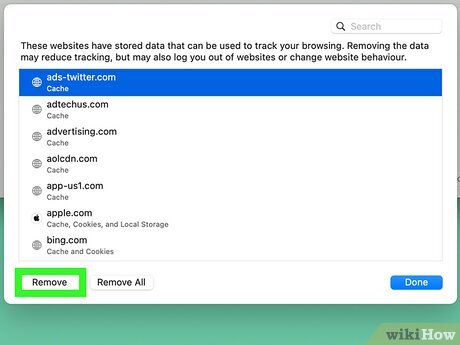 Search
These websites have stored data that can be used to track your browsing. Removing the data
may reduce tracking, but may also log you out of websites or change website behaviour.
ads-twitter.com
Cache
adtechus.com
Cache
advertising.com
Cache
aolcdn.com
Cache
app-us1.com
Cache
apple.com
Cache, Cookies, and Local Storage
bing.com
Cache and Cookies
Remove
Remove All
Done
wikiHow